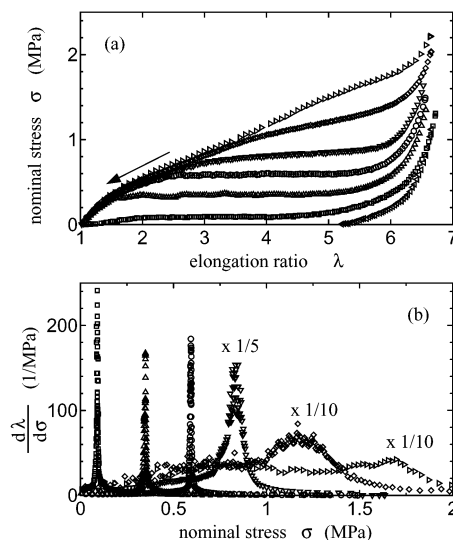 (a)
nominal stress σ (MPa)
2
1
0
1 2 3 4 5 6 7
elongation ratio λ
(b)
200
100
0
dλ
dσ
(1/MPa)
x 1/5
x 1/10
x 1/10
0 0.5 1 1.5 2
nominal stress σ (MPa)